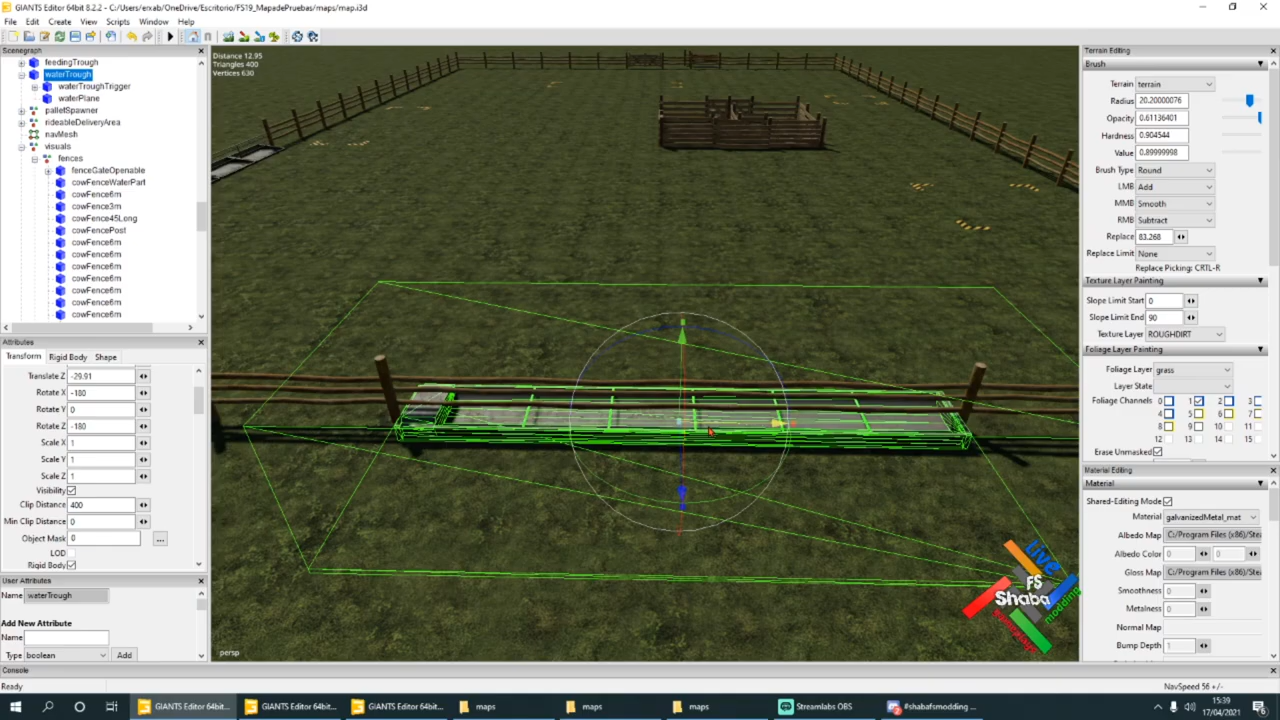 GIANTS Editor 64bit 8.2.2 - C:/Users/erxab/OneDrive/Escritorio/FS19_MapadePruebas/maps/map.i3d
File Edit Create View Scripts Window Help
Scenegraph
feedingTrough
waterTrough
waterTroughTrigger
waterPlane
palletSpawner
rideableDeliveryArea
navMesh
visuals
fences
fenceGateOpenable
cowFenceWaterPart
cowFence6m
cowFence3m
cowFence45Long
cowFencePost
cowFence6m
cowFence6m
cowFence6m
cowFence6m
cowFence6m
cowFence6m
cowFence6m
Attributes
Transform Rigid Body Shape
Translate Z -29.91
Rotate X -180
Rotate Y 0
Rotate Z -180
Scale X 1
Scale Y 1
Scale Z 1
Visibility
Clip Distance 400
Min Clip Distance 0
Object Mask 0 ...
LOD
Rigid Body
User Attributes
Name waterTrough
Add New Attribute
Name
Type boolean Add
Console
Ready
Distance 12.95
Triangles 400
Vertices 630
persp
Live
FS
Shaba
modding
Terrain Editing
Brush
Terrain terrain
Radius 20.20000076
Opacity 0.61136401
Hardness 0.904544
Value 0.89999998
Brush Type Round
LMB Add
MMB Smooth
RMB Subtract
Replace 83.268
Replace Limit None
Replace Picking: CRTL-R
Texture Layer Painting
Slope Limit Start 0
Slope Limit End 90
Texture Layer ROUGHDIRT
Foliage Layer Painting
Foliage Layer grass
Layer State
Foliage Channels 0 1 2 3
4 5 6 7
8 9 10 11
12 13 14 15
Erase Unmasked
Material Editing
Material
Shared-Editing Mode
Material galvanizedMetal_mat
Albedo Map C:/Program Files (x86)/Stea
Albedo Color 0 0
Gloss Map C:/Program Files (x86)/Stea
Smoothness 0
Metalness 0
Normal Map
Bump Depth 1
NavSpeed 56 +/-
GIANTS Editor 64bit... GIANTS Editor 64bit... GIANTS Editor 64bit... maps maps maps Streamlabs OBS #shabafsmodding ...
15:39
17/04/2021
6